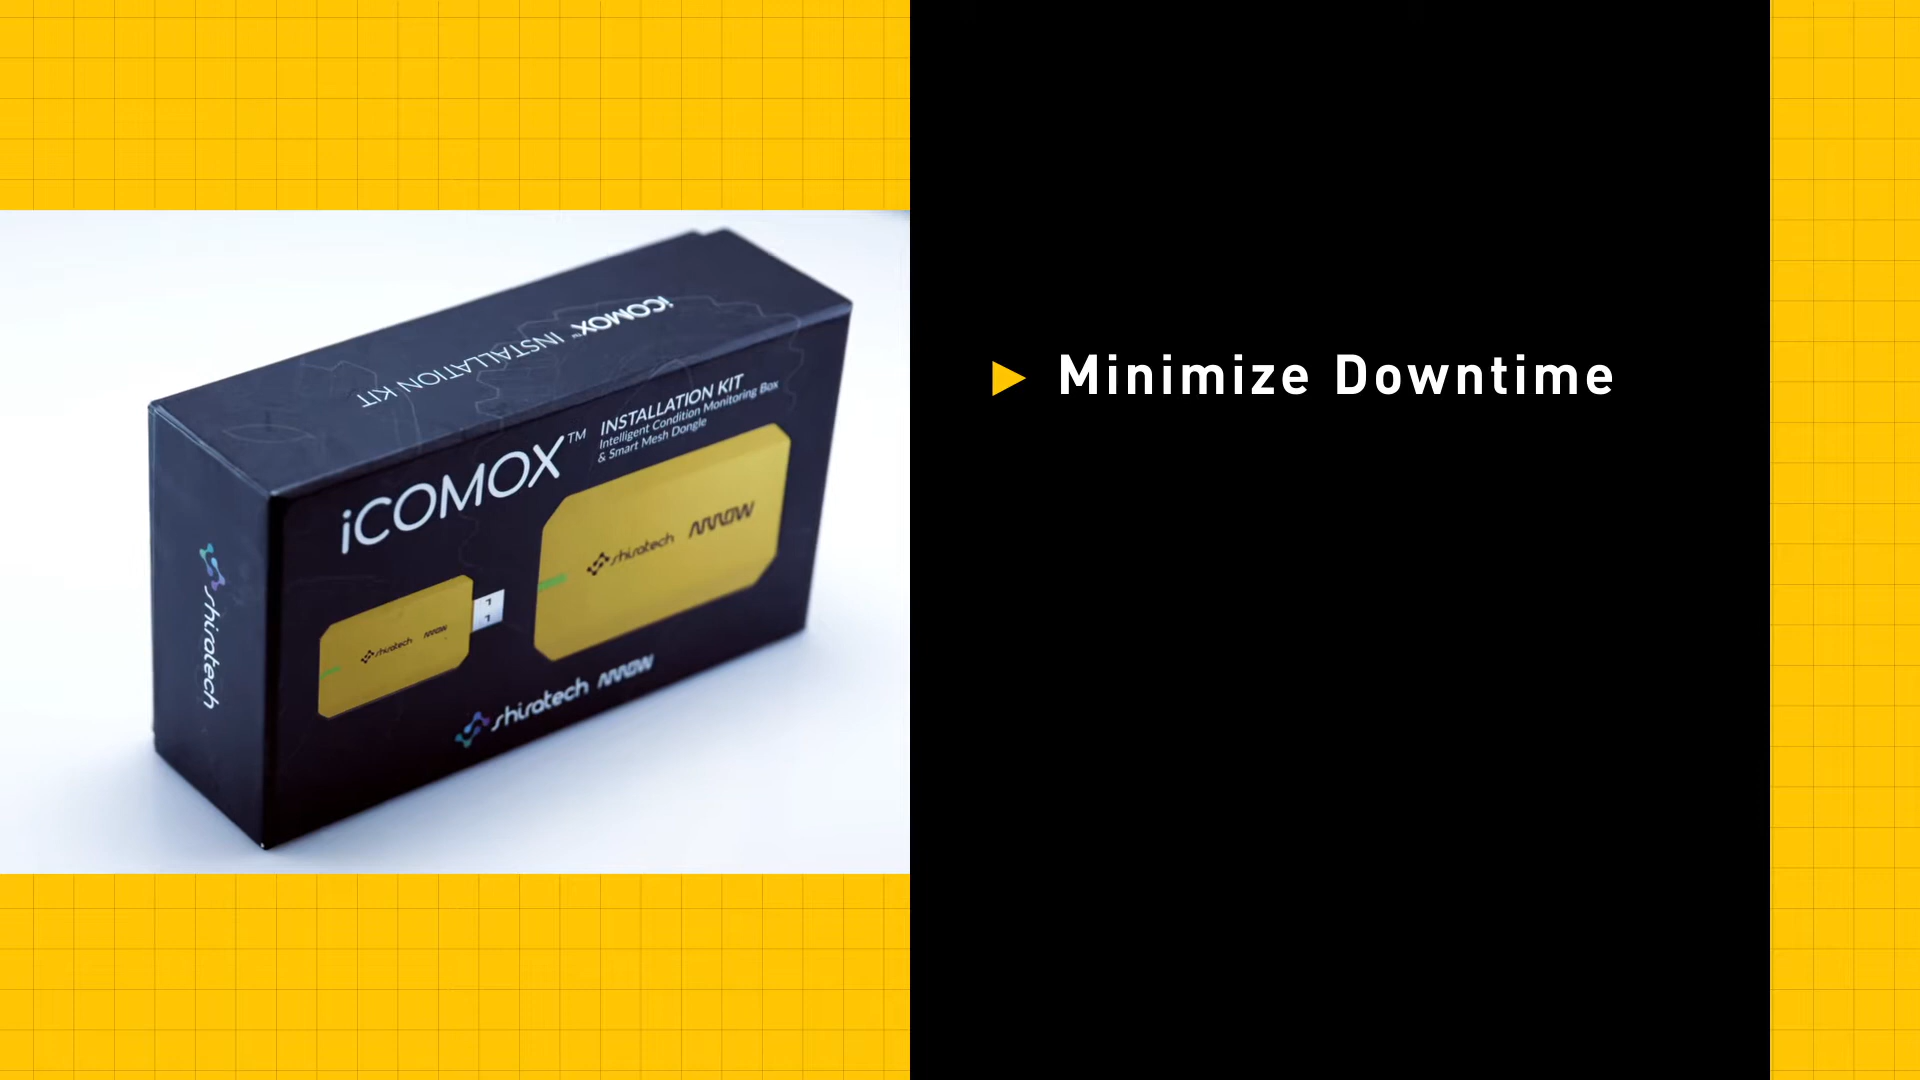 iCOMOX™ INSTALLATION KIT
iCOMOX™
INSTALLATION KIT
Intelligent Condition Monitoring Box
& Smart Mesh Dongle
shiratech ARROW
shiratech ARROW
shiratech ARROW
shiratech
Minimize Downtime